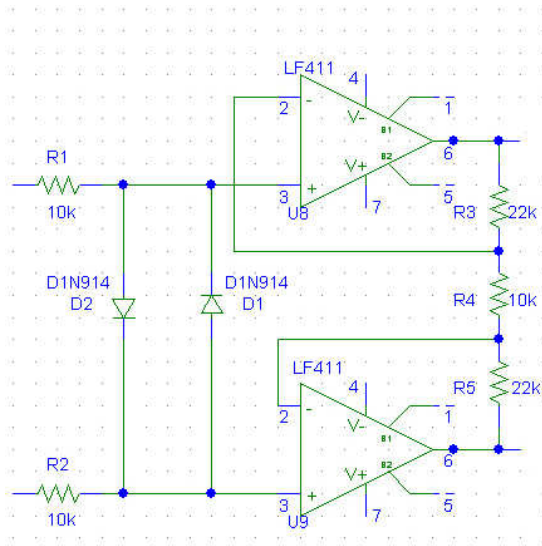 LF411
4
2
-
V-
B1
1
R1
6
B2
V+
3
+
5
10k
U8
7
R3
22k
D1N914
D2
D1N914
D1
R4
10k
LF411
4
R5
22k
2
-
V-
B1
1
R2
6
B2
V+
3
+
5
10k
U9
7